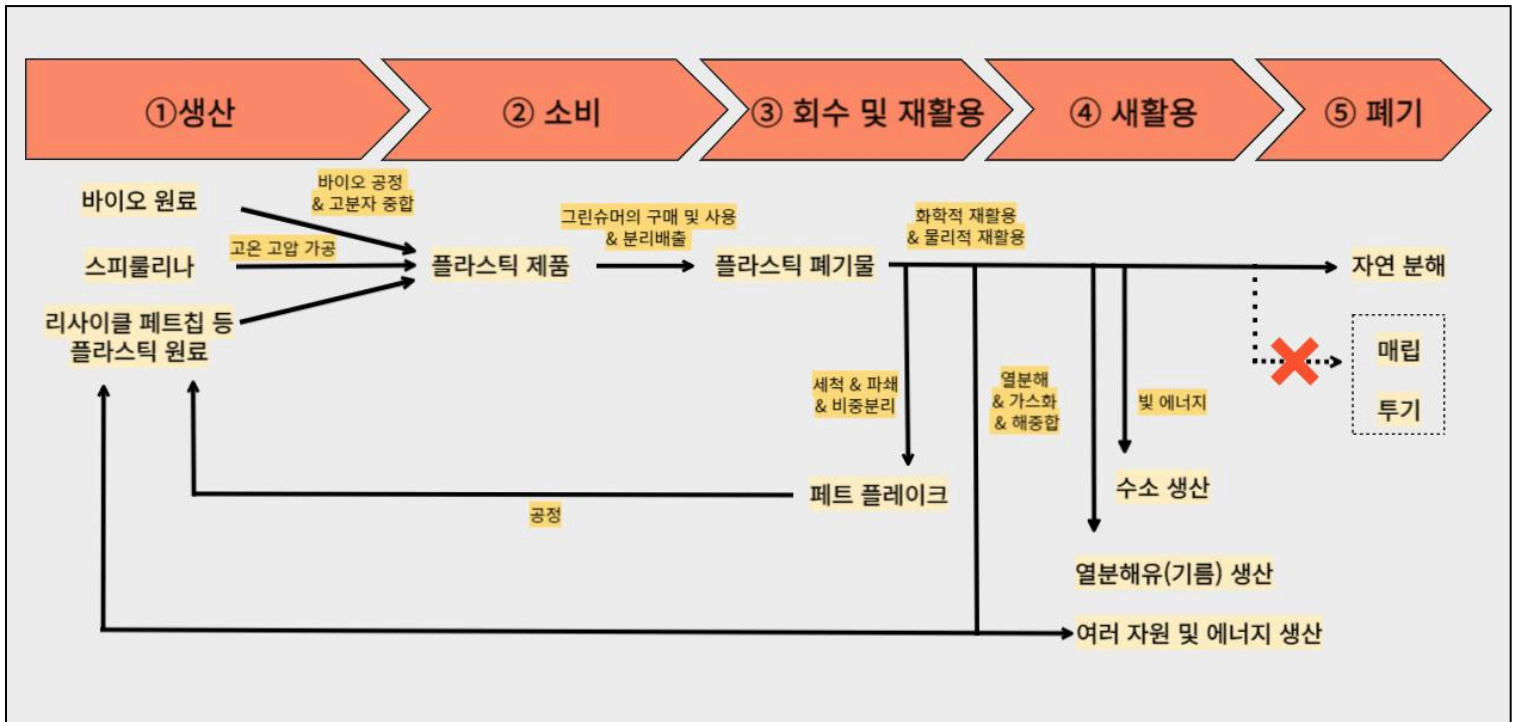 ①생산
② 소비
③ 회수 및 재활용
④ 새활용
⑤ 폐기
바이오 원료
바이오 공정
& 고분자 중합
스피룰리나
고온 고압 가공
리사이클 페트칩 등
플라스틱 원료
플라스틱 제품
그린슈머의 구매 및 사용
& 분리배출
플라스틱 폐기물
화학적 재활용
& 물리적 재활용
자연 분해
매립
투기
세척 & 파쇄
& 비중분리
열분해
& 가스화
& 해중합
빛 에너지
페트 플레이크
공정
수소 생산
열분해유(기름) 생산
여러 자원 및 에너지 생산